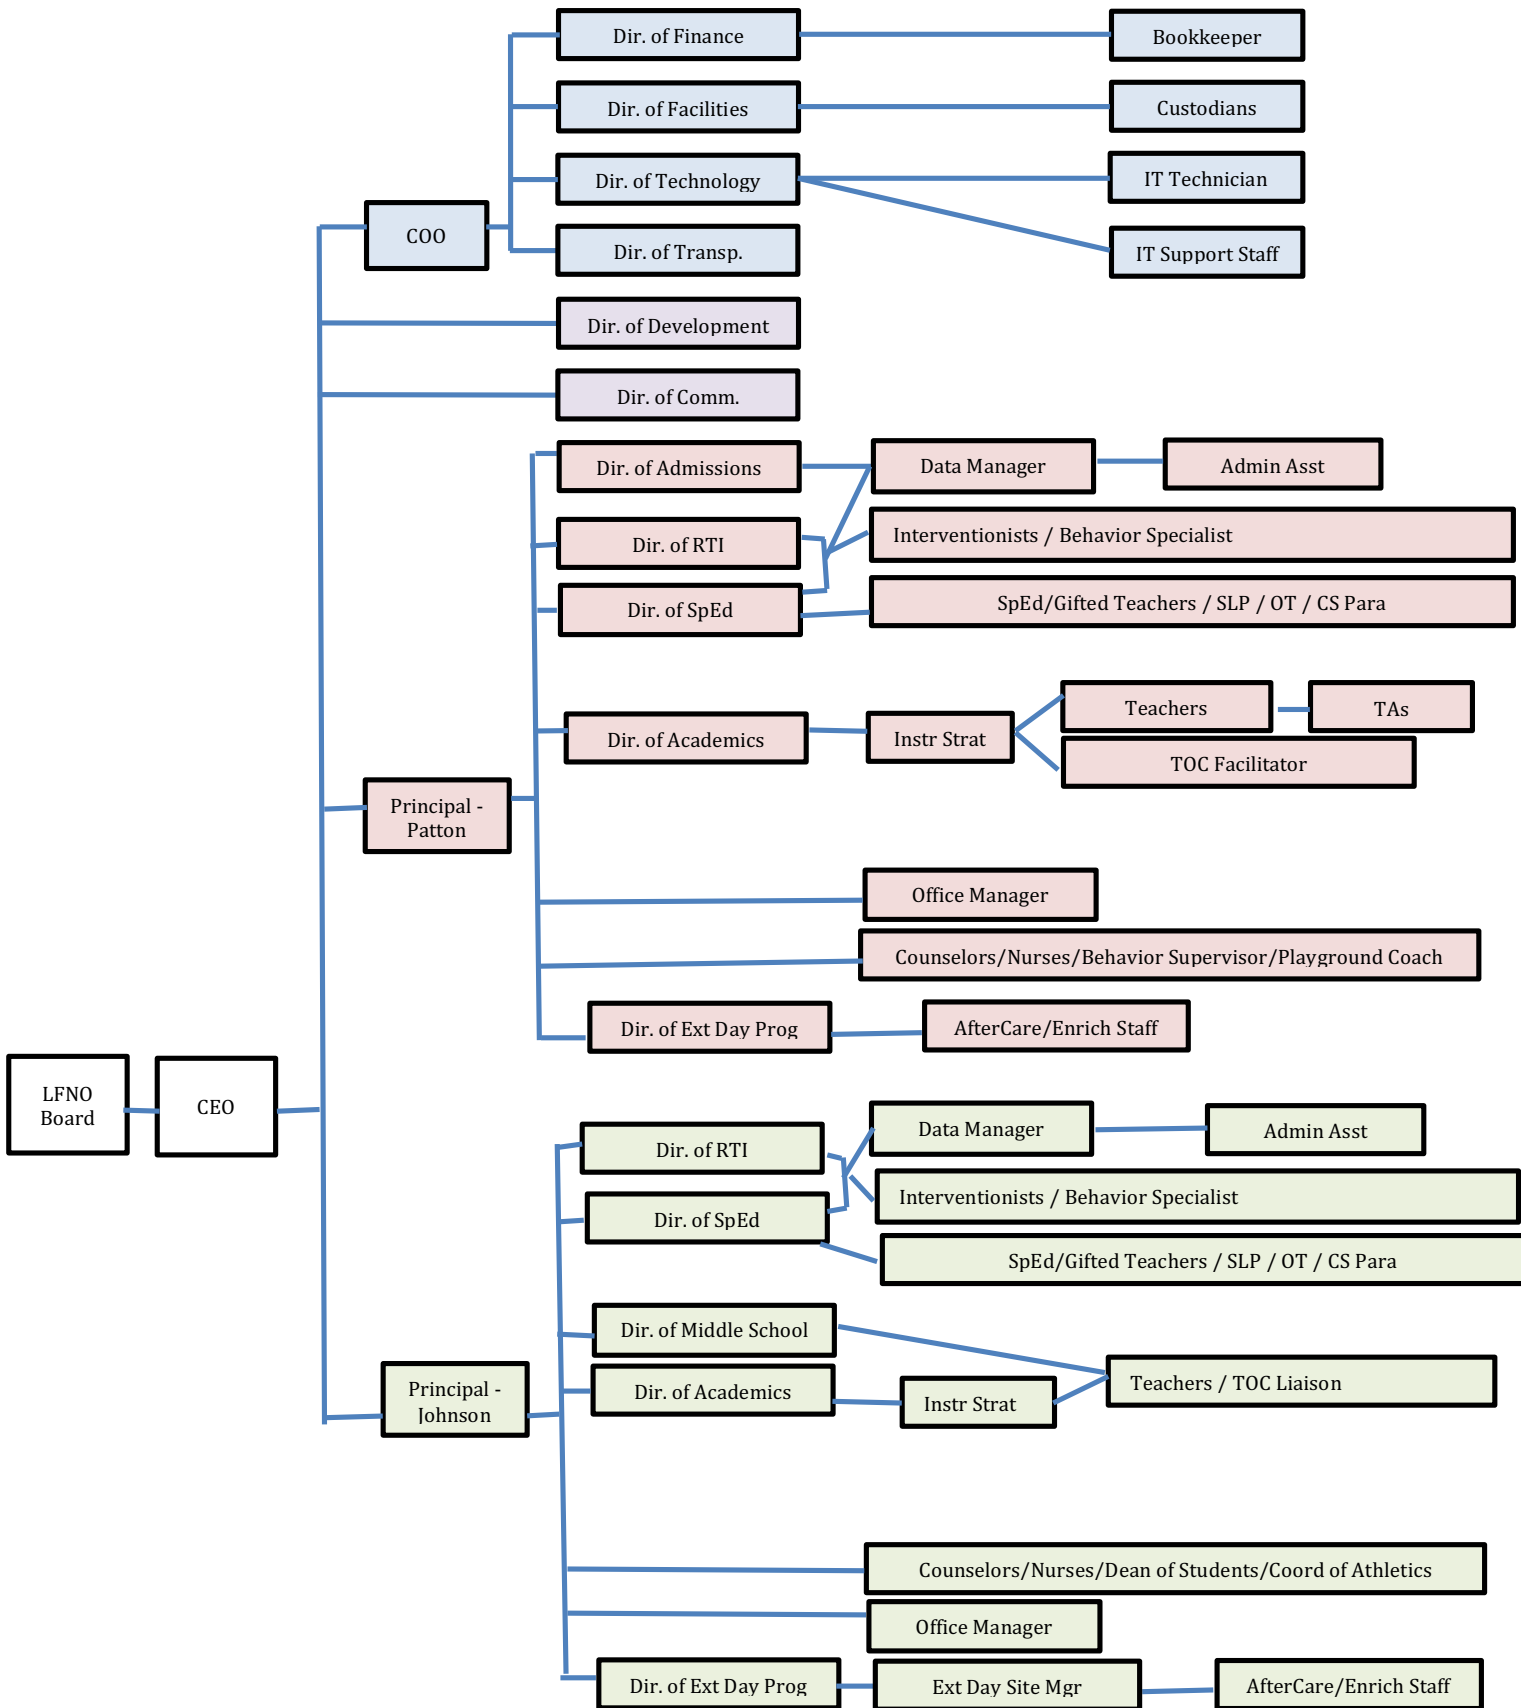 Dir. of Finance
Bookkeeper
Dir. of Facilities
Custodians
Dir. of Technology
IT Technician
COO
Dir. of Transp.
IT Support Staff
Dir. of Development
Dir. of Comm.
Dir. of Admissions
Data Manager
Admin Asst
Dir. of RTI
Interventionists / Behavior Specialist
Dir. of SpEd
SpEd/Gifted Teachers / SLP / OT / CS Para
Dir. of Academics
Instr Strat
Teachers
TAs
TOC Facilitator
Principal -
Patton
Office Manager
Counselors/Nurses/Behavior Supervisor/Playground Coach
Dir. of Ext Day Prog
AfterCare/Enrich Staff
LFNO
Board
CEO
Dir. of RTI
Data Manager
Admin Asst
Interventionists / Behavior Specialist
Dir. of SpEd
SpEd/Gifted Teachers / SLP / OT / CS Para
Dir. of Middle School
Principal -
Johnson
Dir. of Academics
Instr Strat
Teachers / TOC Liaison
Counselors/Nurses/Dean of Students/Coord of Athletics
Office Manager
Dir. of Ext Day Prog
Ext Day Site Mgr
AfterCare/Enrich Staff